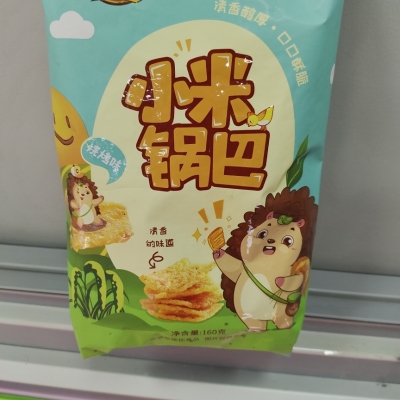 清香醇厚·口口酥脆
小米
锅巴
烧烤味
清香
的味道
净含量:160克